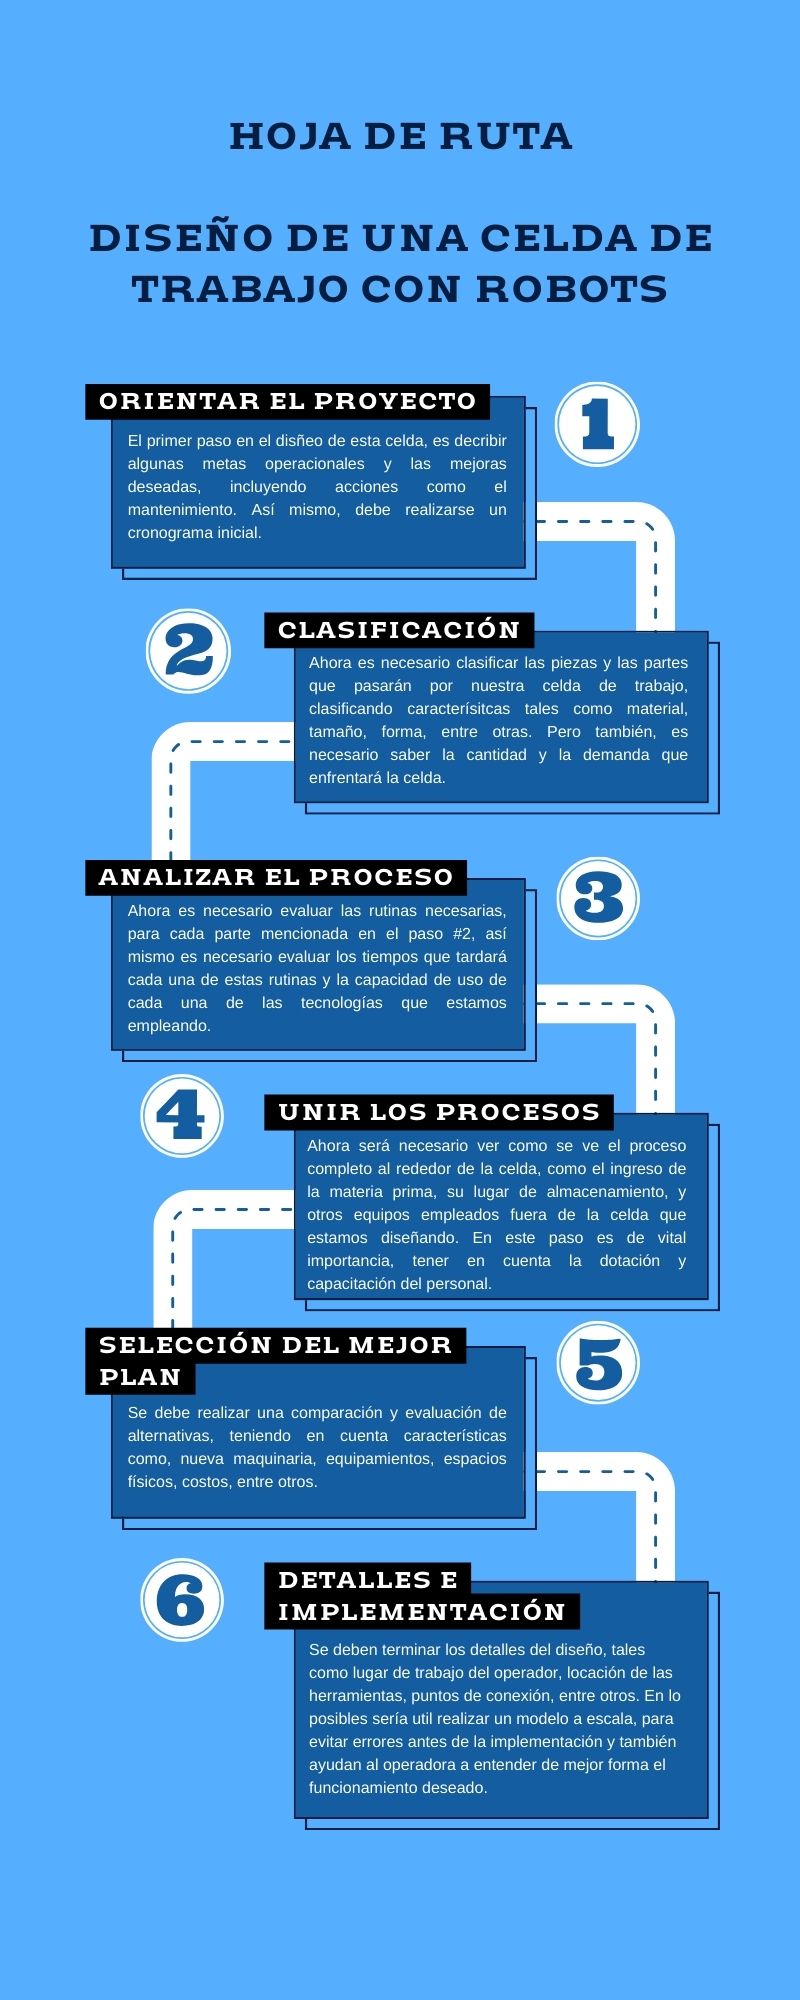 HOJA DE RUTA
DISEÑO DE UNA CELDA DE
TRABAJO CON ROBOTS
ORIENTAR EL PROYECTO
1
El primer paso en el disñeo de esta celda, es decribir
algunas metas operacionales y las mejoras
deseadas, incluyendo acciones como el
mantenimiento. Así mismo, debe realizarse un
cronograma inicial.
2
CLASIFICACIÓN
Ahora es necesario clasificar las piezas y las partes
que pasarán por nuestra celda de trabajo,
clasificando caracterísitcas tales como material,
tamaño, forma, entre otras. Pero también, es
necesario saber la cantidad y la demanda que
enfrentará la celda.
ANALIZAR EL PROCESO
3
Ahora es necesario evaluar las rutinas necesarias,
para cada parte mencionada en el paso #2, así
mismo es necesario evaluar los tiempos que tardará
cada una de estas rutinas y la capacidad de uso de
cada una de las tecnologías que estamos
empleando.
4
UNIR LOS PROCESOS
Ahora será necesario ver como se ve el proceso
completo al rededor de la celda, como el ingreso de
la materia prima, su lugar de almacenamiento, y
otros equipos empleados fuera de la celda que
estamos diseñando. En este paso es de vital
importancia, tener en cuenta la dotación y
capacitación del personal.
SELECCIÓN DEL MEJOR
PLAN
5
Se debe realizar una comparación y evaluación de
alternativas, teniendo en cuenta características
como, nueva maquinaria, equipamientos, espacios
físicos, costos, entre otros.
6
DETALLES E
IMPLEMENTACIÓN
Se deben terminar los detalles del diseño, tales
como lugar de trabajo del operador, locación de las
herramientas, puntos de conexión, entre otros. En lo
posibles sería util realizar un modelo a escala, para
evitar errores antes de la implementación y también
ayudan al operadora a entender de mejor forma el
funcionamiento deseado.